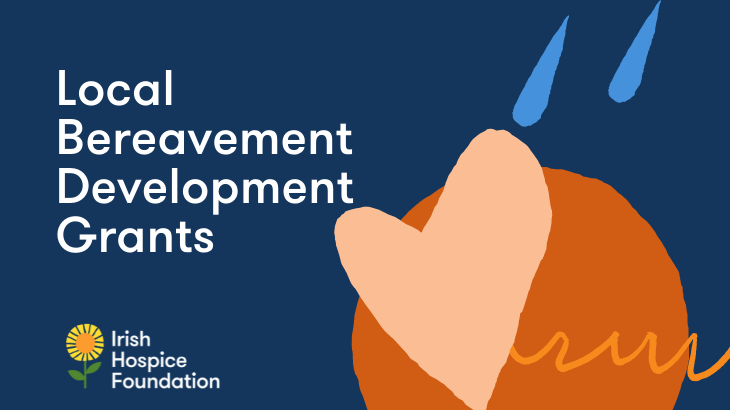 Local
Bereavement
Development
Grants
Irish
Hospice
Foundation